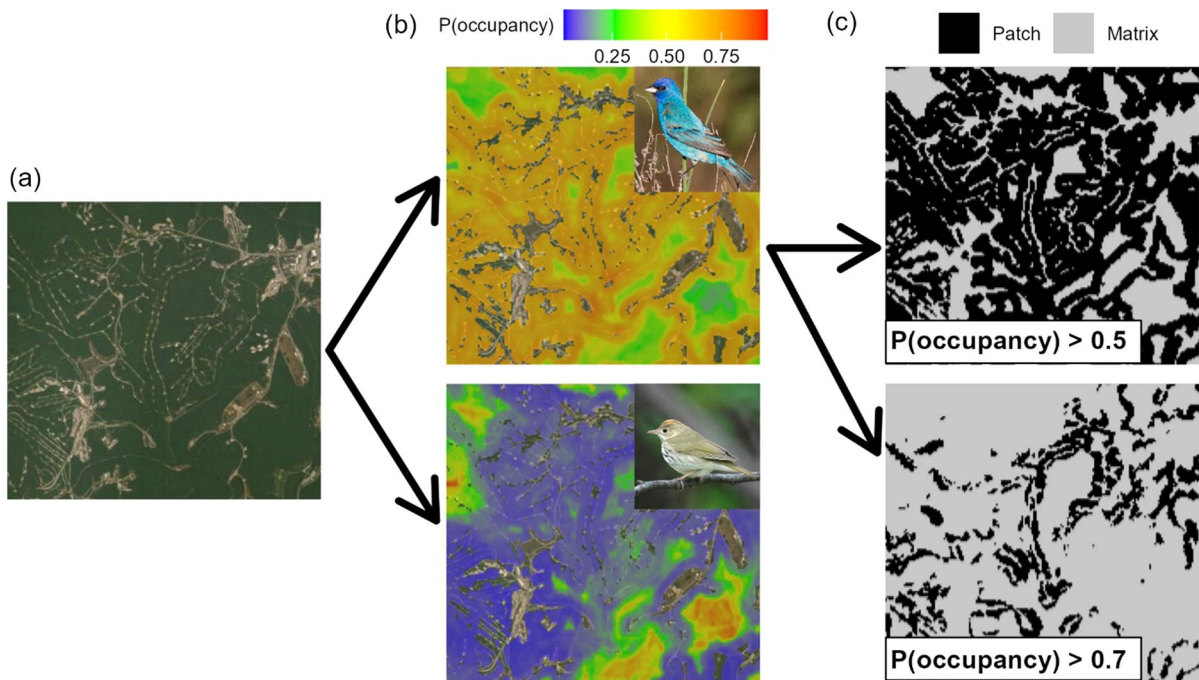 (a)
(b)
P(occupancy)
0.25 0.50 0.75
(c)
Patch Matrix
P(occupancy) > 0.5
P(occupancy) > 0.7